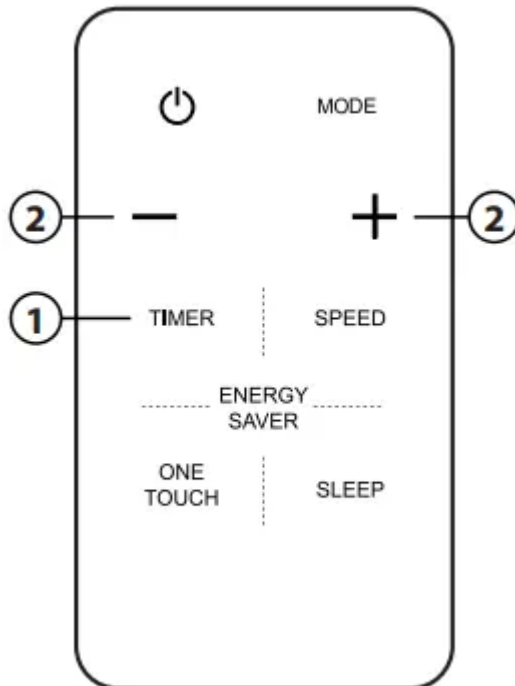 MODE
2 − + 2
1 TIMER SPEED
ENERGY
SAVER
ONE
TOUCH SLEEP